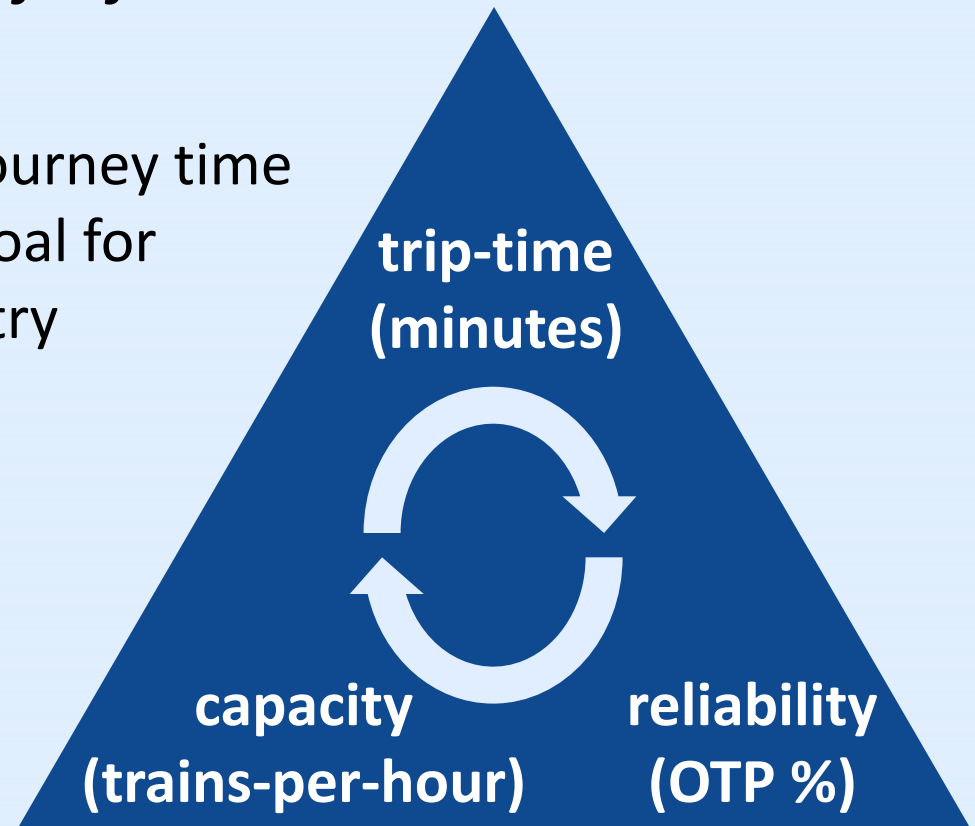 ourney time
oal for
try
trip-time
(minutes)
capacity
(trains-per-hour)
reliability
(OTP %)